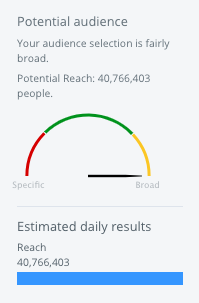 Potential audience
Your audience selection is fairly
broad.
Potential Reach: 40,766,403
people.
Specific
Broad
Estimated daily results
Reach
40,766,403